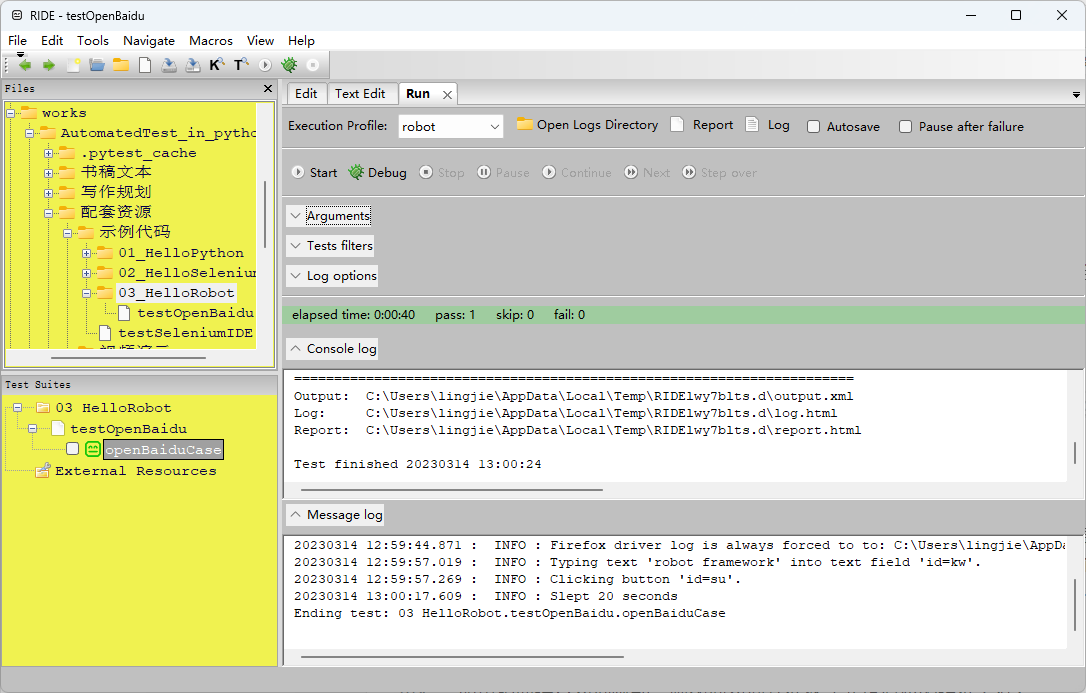 RIDE - testOpenBaidu
File Edit Tools Navigate Macros View Help
K T
Files
works
AutomatedTest_in_pythc
.pytest_cache
书稿文本
写作规划
配套资源
示例代码
01_HelloPython
02_HelloSeleniur
03_HelloRobot
testOpenBaidu
testSeleniumIDE
Test Suites
03 HelloRobot
testOpenBaidu
openBaiduCase
External Resources
Edit Text Edit Run
Execution Profile: robot Open Logs Directory Report Log Autosave Pause after failure
Start Debug Stop Pause Continue Next Step over
Arguments
Tests filters
Log options
elapsed time: 0:00:40 pass: 1 skip: 0 fail: 0
Console log
======================================================================
Output: C:\Users\lingjie\AppData\Local\Temp\RIDElwy7blts.d\output.xml
Log: C:\Users\lingjie\AppData\Local\Temp\RIDElwy7blts.d\log.html
Report: C:\Users\lingjie\AppData\Local\Temp\RIDElwy7blts.d\report.html
Test finished 20230314 13:00:24
Message log
20230314 12:59:44.871 : INFO : Firefox driver log is always forced to to: C:\Users\lingjie\AppDa
20230314 12:59:57.019 : INFO : Typing text 'robot framework' into text field 'id=kw'.
20230314 12:59:57.269 : INFO : Clicking button 'id=su'.
20230314 13:00:17.609 : INFO : Slept 20 seconds
Ending test: 03 HelloRobot.testOpenBaidu.openBaiduCase